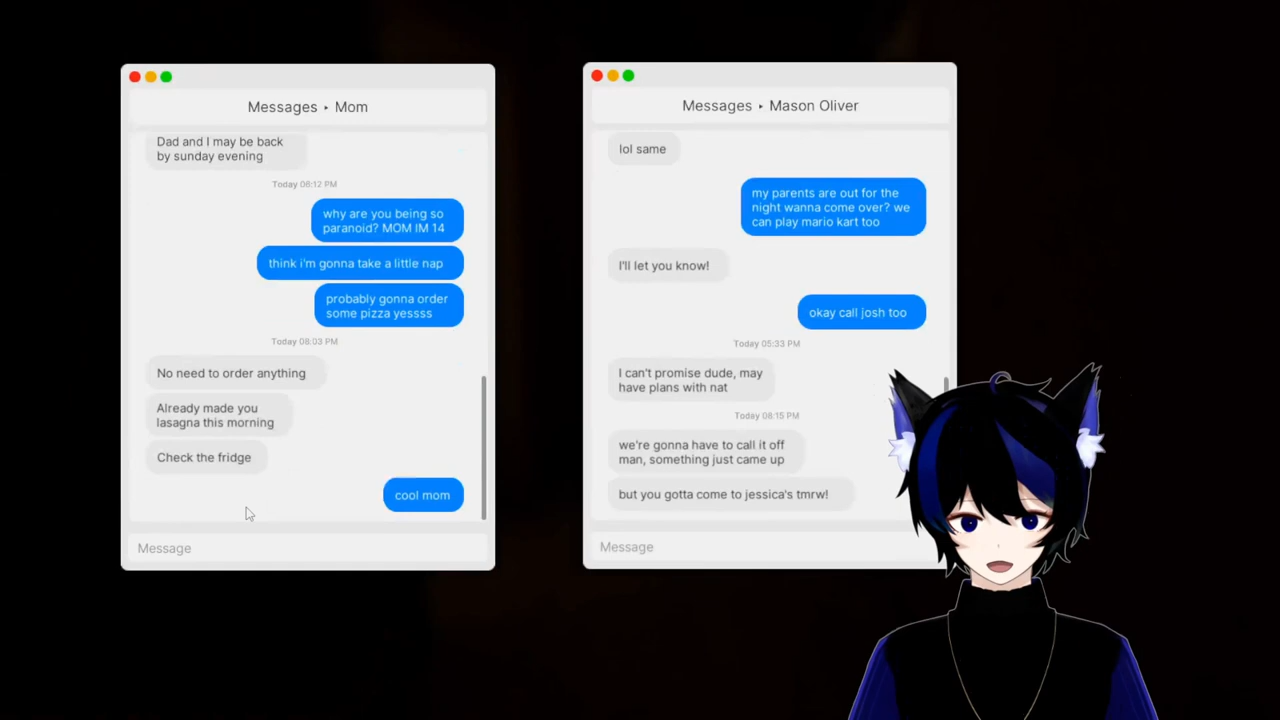 Messages ▸ Mom
Dad and I may be back
by sunday evening
Today 06:12 PM
why are you being so
paranoid? MOM IM 14
think i'm gonna take a little nap
probably gonna order
some pizza yessss
Today 08:03 PM
No need to order anything
Already made you
lasagna this morning
Check the fridge
cool mom
Message
Messages ▸ Mason Oliver
lol same
my parents are out for the
night wanna come over? we
can play mario kart too
I'll let you know!
okay call josh too
Today 05:33 PM
I can't promise dude, may
have plans with nat
Today 08:15 PM
we're gonna have to call it off
man, something just came up
but you gotta come to jessica's tmrw!
Message